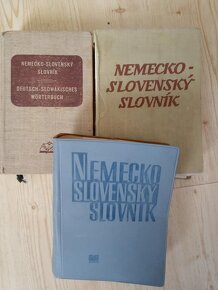 NEMECKO-SLOVENSKÝ
SLOVNÍK
DEUTSCH-SLOWAKISCHES
WÖRTERBUCH
NEMECKO-
SLOVENSKÝ
SLOVNÍK
NEMECKO
SLOVENSKÝ
SLOVNÍK